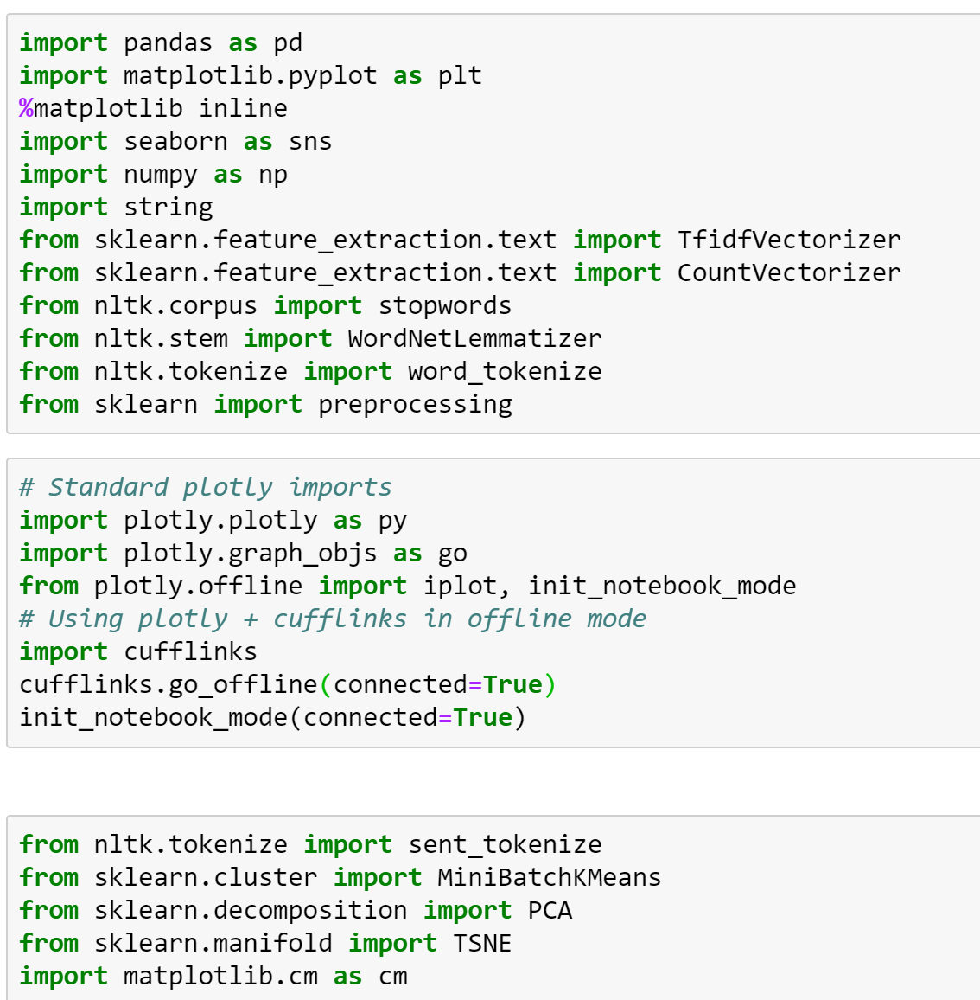 import pandas as pd
import matplotlib.pyplot as plt
%matplotlib inline
import seaborn as sns
import numpy as np
import string
from sklearn.feature_extraction.text import TfidfVectorizer
from sklearn.feature_extraction.text import CountVectorizer
from nltk.corpus import stopwords
from nltk.stem import WordNetLemmatizer
from nltk.tokenize import word_tokenize
from sklearn import preprocessing
# Standard plotly imports
import plotly.plotly as py
import plotly.graph_objs as go
from plotly.offline import iplot, init_notebook_mode
# Using plotly + cufflinks in offline mode
import cufflinks
cufflinks.go_offline(connected=True)
init_notebook_mode(connected=True)
from nltk.tokenize import sent_tokenize
from sklearn.cluster import MiniBatchKMeans
from sklearn.decomposition import PCA
from sklearn.manifold import TSNE
import matplotlib.cm as cm